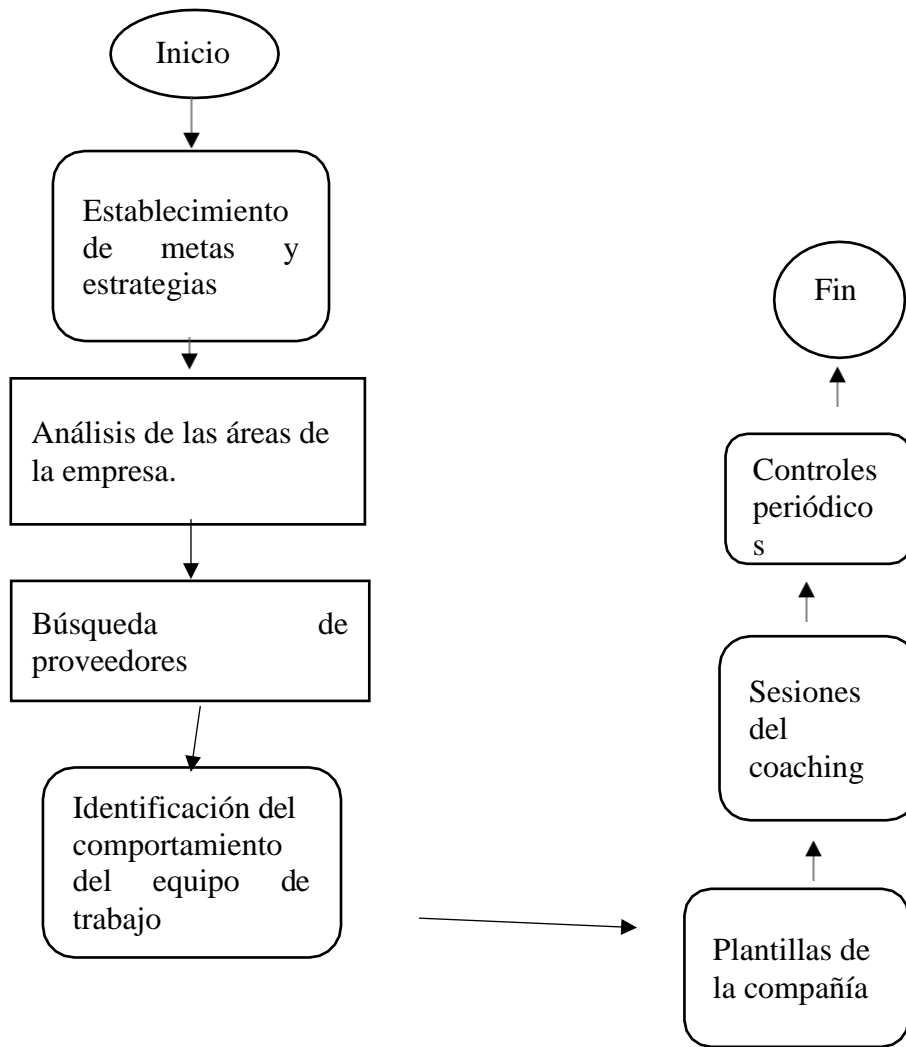 Inicio
Establecimiento
de metas y
estrategias
Análisis de las áreas de
la empresa.
Búsqueda de
proveedores
Identificación del
comportamiento
del equipo de
trabajo
Plantillas de
la compañía
Sesiones
del
coaching
Controles
periódico
s
Fin